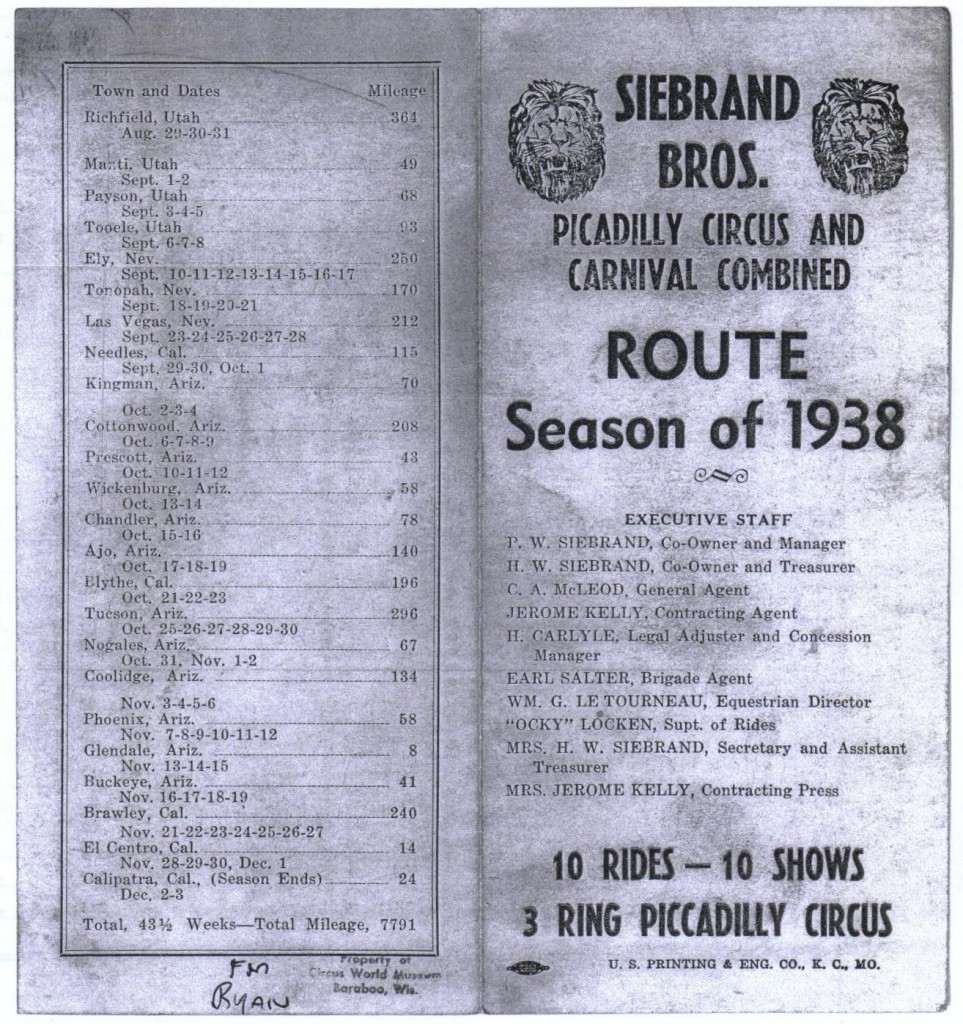 Town and Dates Mileage
Richfield, Utah 364
Aug. 29-30-31
Manti, Utah 49
Sept. 1-2
Payson, Utah 68
Sept. 3-4-5
Tooele, Utah 93
Sept. 6-7-8
Ely, Nev. 250
Sept. 10-11-12-13-14-15-16-17
Tonopah, Nev. 170
Sept. 18-19-20-21
Las Vegas, Nev. 212
Sept. 23-24-25-26-27-28
Needles, Cal. 115
Sept. 29-30, Oct. 1
Kingman, Ariz. 70
Oct. 2-3-4
Cottonwood, Ariz. 208
Oct. 6-7-8-9
Prescott, Ariz. 43
Oct. 10-11-12
Wickenburg, Ariz. 58
Oct. 13-14
Chandler, Ariz. 78
Oct. 15-16
Ajo, Ariz. 140
Oct. 17-18-19
Blythe, Cal. 196
Oct. 21-22-23
Tucson, Ariz. 296
Oct. 25-26-27-28-29-30
Nogales, Ariz. 67
Oct. 31, Nov. 1-2
Coolidge, Ariz. 134
Nov. 3-4-5-6
Phoenix, Ariz. 58
Nov. 7-8-9-10-11-12
Glendale, Ariz. 8
Nov. 13-14-15
Buckeye, Ariz. 41
Nov. 16-17-18-19
Brawley, Cal. 240
Nov. 21-22-23-24-25-26-27
El Centro, Cal. 14
Nov. 28-29-30, Dec. 1
Calipatra, Cal., (Season Ends) 24
Dec. 2-3
Total, 43½ Weeks—Total Mileage, 7791
FM
RYAN
Property of
Circus World Museum
Baraboo, Wis.
SIEBRAND
BROS.
PICADILLY CIRCUS AND
CARNIVAL COMBINED
ROUTE
Season of 1938
EXECUTIVE STAFF
P. W. SIEBRAND, Co-Owner and Manager
H. W. SIEBRAND, Co-Owner and Treasurer
C. A. McLEOD, General Agent
JEROME KELLY, Contracting Agent
H. CARLYLE, Legal Adjuster and Concession
Manager
EARL SALTER, Brigade Agent
WM. G. LE TOURNEAU, Equestrian Director
"OCKY" LOCKEN, Supt. of Rides
MRS. H. W. SIEBRAND, Secretary and Assistant
Treasurer
MRS. JEROME KELLY, Contracting Press
10 RIDES — 10 SHOWS
3 RING PICCADILLY CIRCUS
U. S. PRINTING & ENG. CO., K. C., MO.